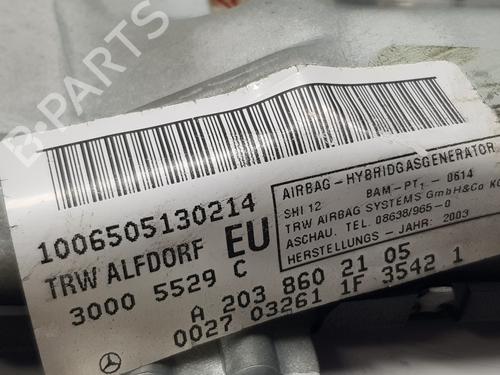 B-PARTS
1006505130214
TRW ALFDORF EU
3000 5529 C
A 203 860 21 05
0027 03261 1F 3542 1
AIRBAG - HYBRIDGASGENERATOR
SHI 12 BAM-PT1 - 0614
TRW AIRBAG SYSTEMS GmbH&Co KG
ASCHAU. TEL. 08638/965-0
HERSTELLUNGS - JAHR: 2003